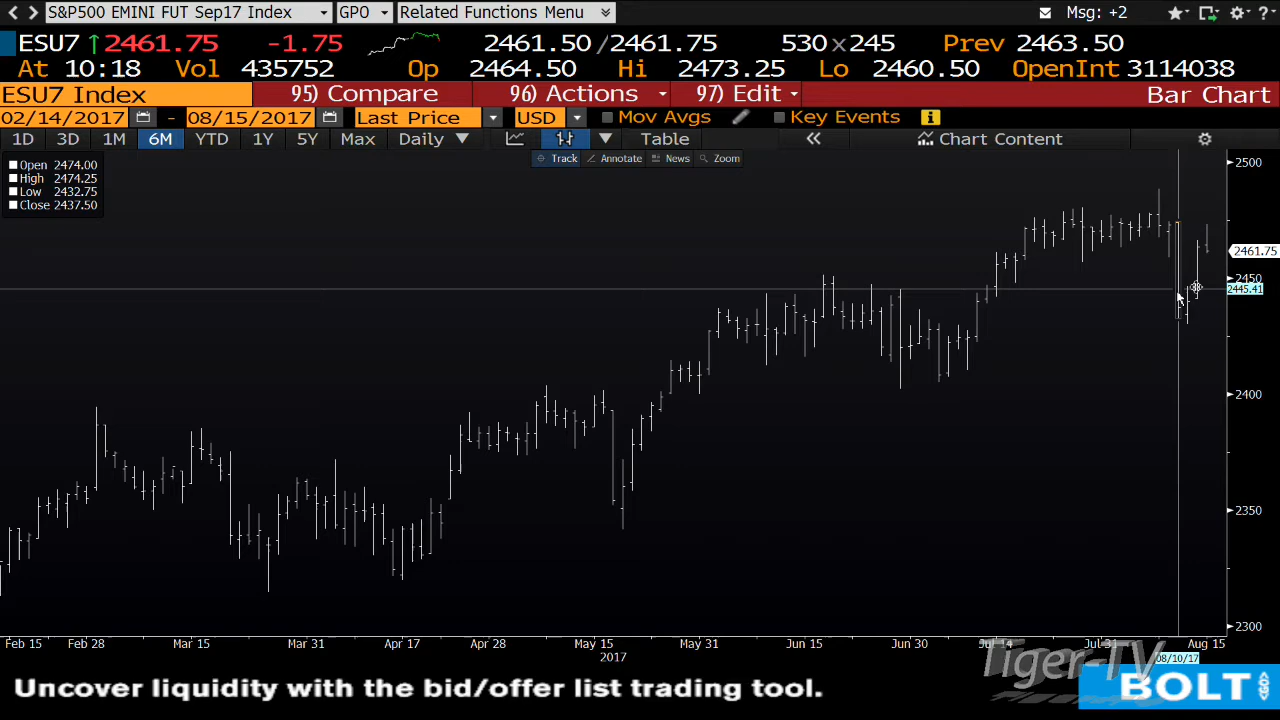 S&P500 EMINI FUT Sep17 Index GPO Related Functions Menu Msg: +2
ESU7 ↑2461.75 -1.75 2461.50/2461.75 530x245 Prev 2463.50
At 10:18 Vol 435752 Op 2464.50 Hi 2473.25 Lo 2460.50 OpenInt 3114038
ESU7 Index 95) Compare 96) Actions 97) Edit Bar Chart
02/14/2017 - 08/15/2017 Last Price USD Mov Avgs Key Events
1D 3D 1M 6M YTD 1Y 5Y Max Daily Table Chart Content
Track Annotate News Zoom
Open 2474.00
High 2474.25
Low 2432.75
Close 2437.50
2500
2461.75
2450
2445.41
2400
2350
2300
Feb 15 Feb 28 Mar 15 Mar 31 Apr 17 Apr 28 May 15 May 31 Jun 15 Jun 30 Jul 14 Jul 31 Aug 15
2017
08/10/17
Tiger-TV
Uncover liquidity with the bid/offer list trading tool.
BOLT
<GO>